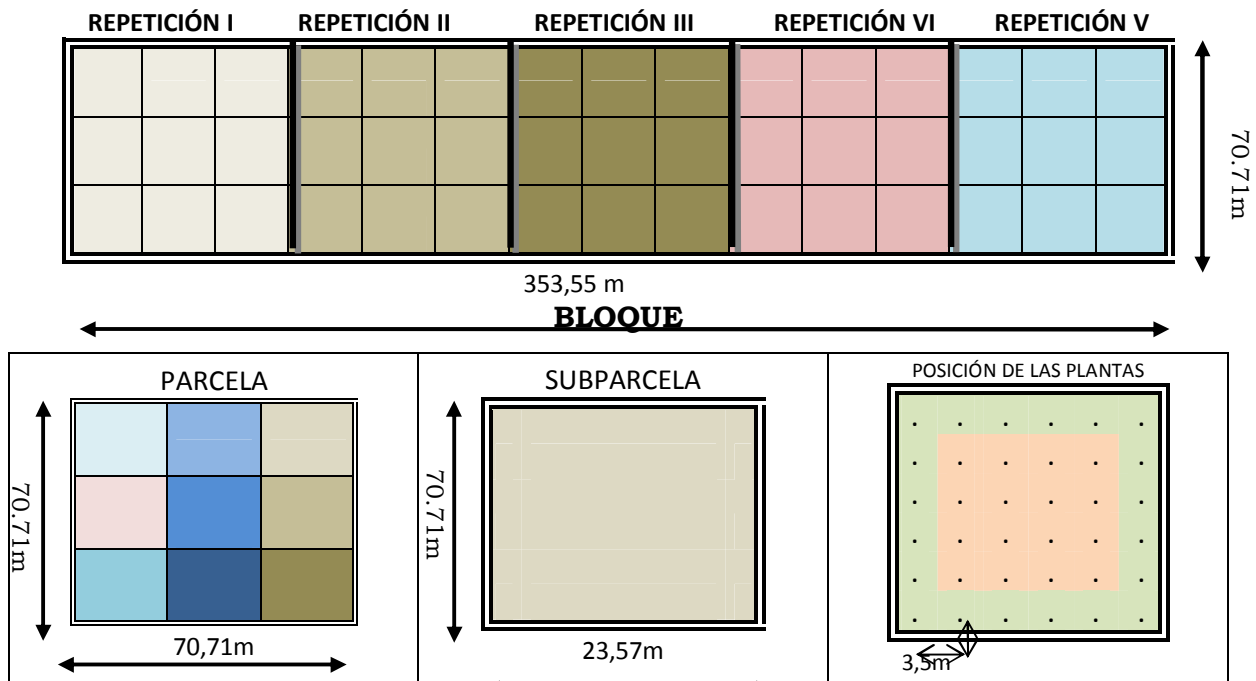 REPETICIÓN I REPETICIÓN II REPETICIÓN III REPETICIÓN VI REPETICIÓN V
70.71m
353,55 m
BLOQUE
PARCELA
70.71m
70,71m
SUBPARCELA
70.71m
23,57m
POSICIÓN DE LAS PLANTAS
3,5m